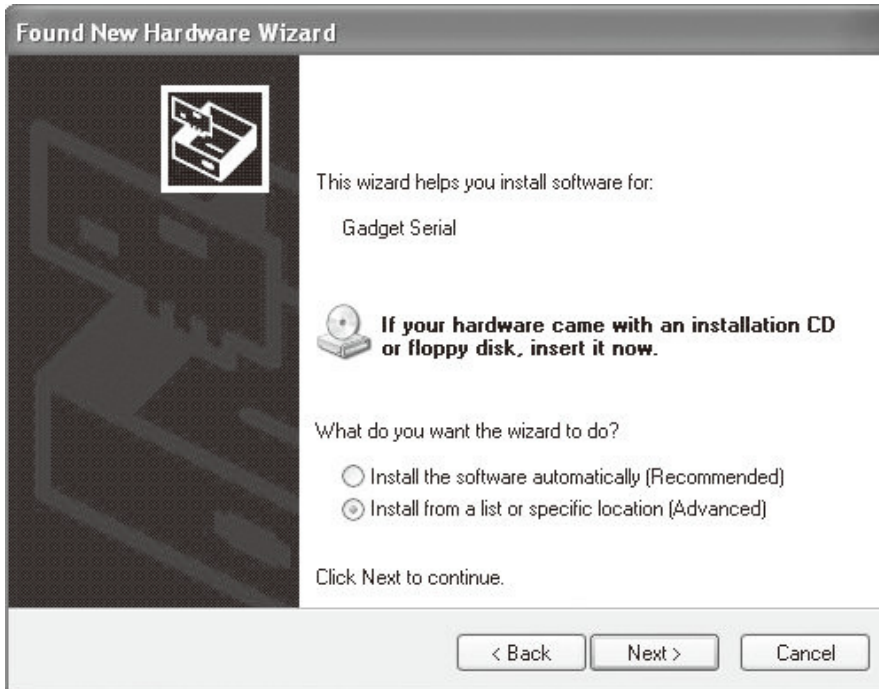 Found New Hardware Wizard
This wizard helps you install software for:
Gadget Serial
If your hardware came with an installation CD
or floppy disk, insert it now.
What do you want the wizard to do?
Install the software automatically (Recommended)
Install from a list or specific location (Advanced)
Click Next to continue.
< Back Next > Cancel